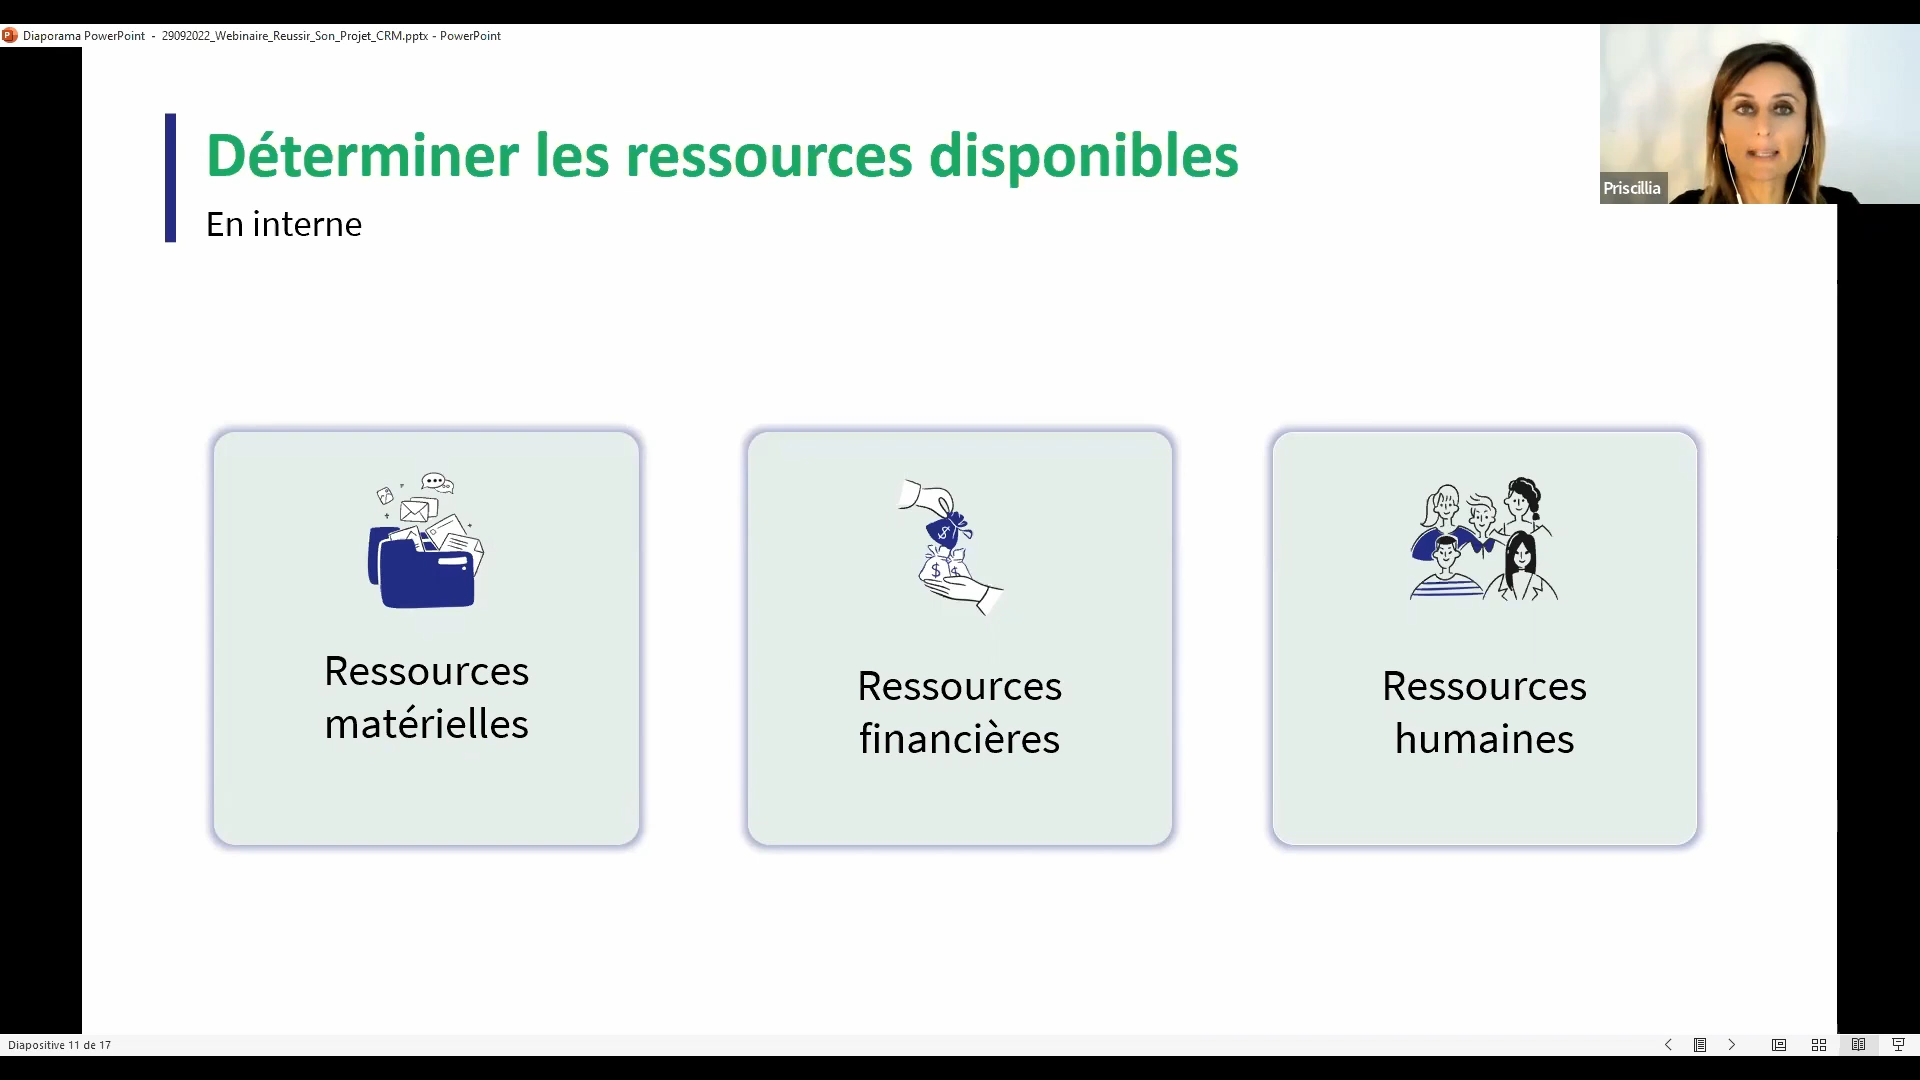 Diaporama PowerPoint - 29092022_Webinaire_Reussir_Son_Projet_CRM.pptx - PowerPoint
Priscillia
Déterminer les ressources disponibles
En interne
$
$ $
Ressources
matérielles
Ressources
financières
Ressources
humaines
Diapositive 11 de 17